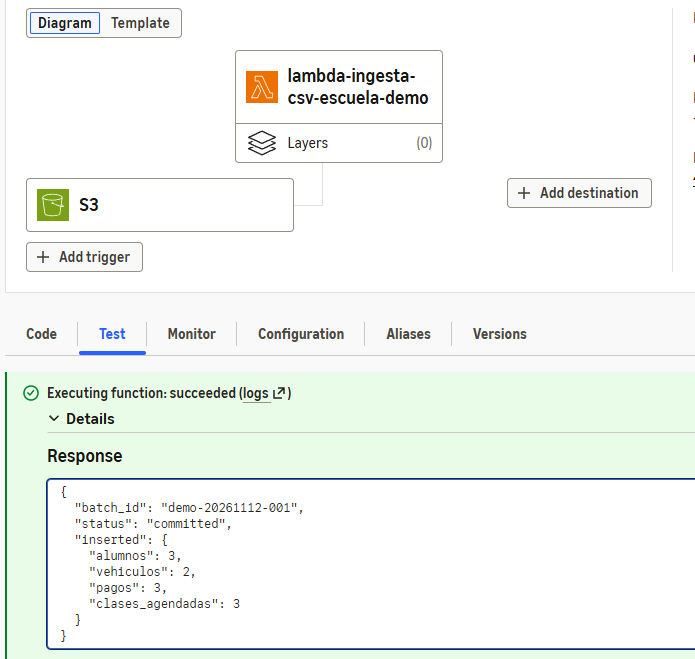 Diagram
Template
lambda-ingesta-
csv-escuela-demo
Layers
(0)
S3
+ Add destination
+ Add trigger
Code
Test
Monitor
Configuration
Aliases
Versions
Executing function: succeeded (logs)
Details
Response
{
"batch_id": "demo-20261112-001",
"status": "committed",
"inserted": {
"alumnos": 3,
"vehiculos": 2,
"pagos": 3,
"clases_agendadas": 3
}
}